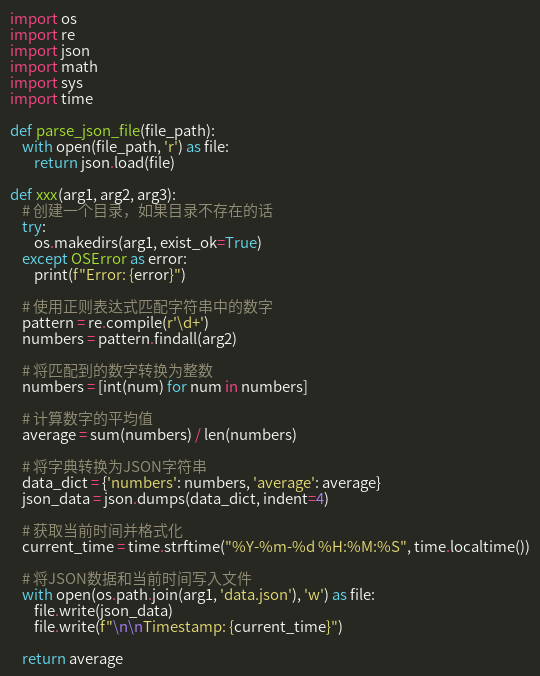 import os
import re
import json
import math
import sys
import time

def parse_json_file(file_path):
    with open(file_path, 'r') as file:
        return json.load(file)

def xxx(arg1, arg2, arg3):
    # 创建一个目录，如果目录不存在的话
    try:
        os.makedirs(arg1, exist_ok=True)
    except OSError as error:
        print(f"Error: {error}")

    # 使用正则表达式匹配字符串中的数字
    pattern = re.compile(r'\d+')
    numbers = pattern.findall(arg2)

    # 将匹配到的数字转换为整数
    numbers = [int(num) for num in numbers]

    # 计算数字的平均值
    average = sum(numbers) / len(numbers)

    # 将字典转换为JSON字符串
    data_dict = {'numbers': numbers, 'average': average}
    json_data = json.dumps(data_dict, indent=4)

    # 获取当前时间并格式化
    current_time = time.strftime("%Y-%m-%d %H:%M:%S", time.localtime())

    # 将JSON数据和当前时间写入文件
    with open(os.path.join(arg1, 'data.json'), 'w') as file:
        file.write(json_data)
        file.write(f"\n\nTimestamp: {current_time}")

    return average